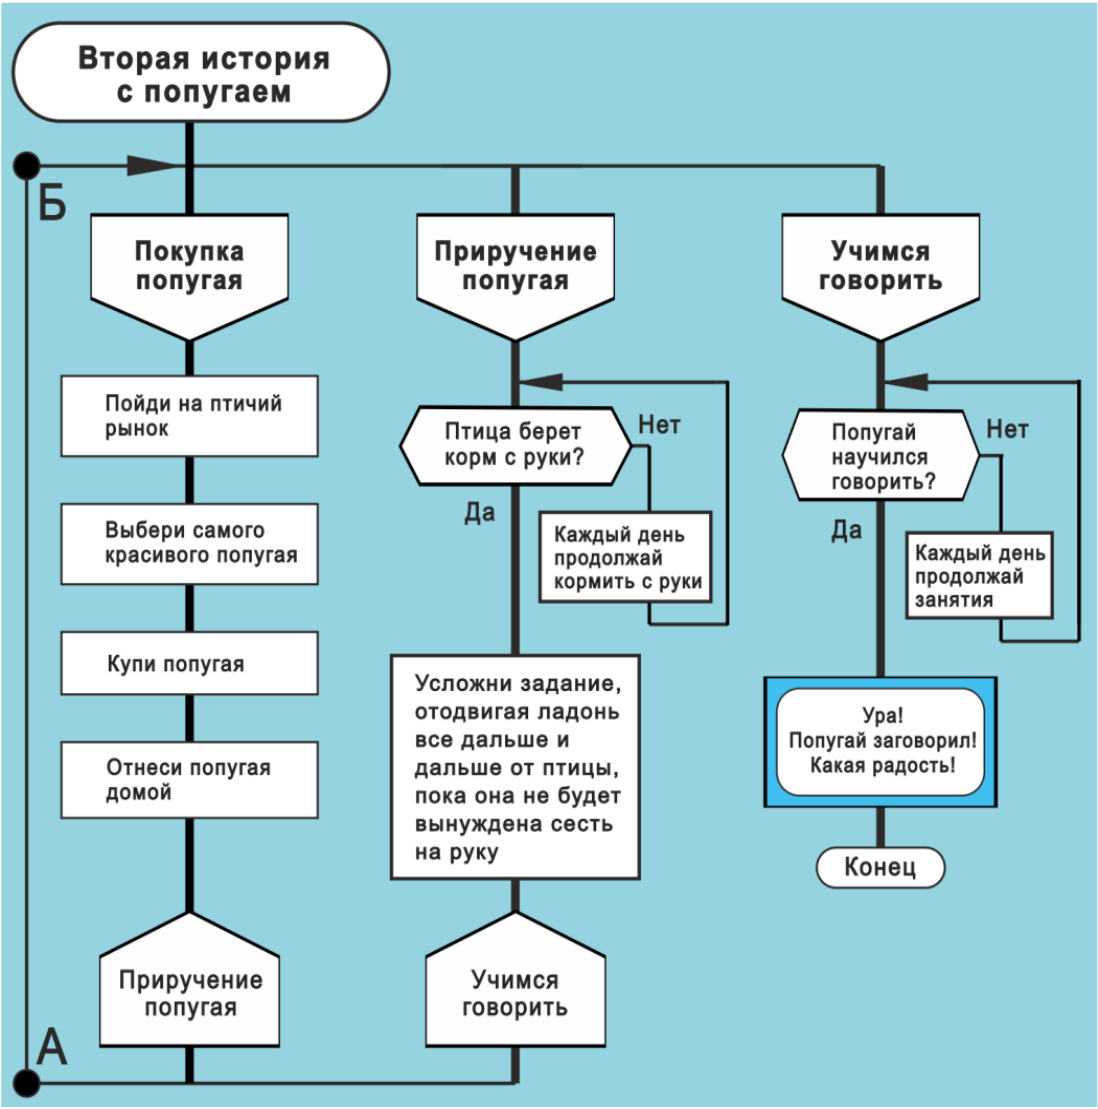 Вторая история
с попугаем
Б
Покупка
попугая
Пойди на птичий
рынок
Выбери самого
красивого попугая
Купи попугая
Отнеси попугая
домой
Приручение
попугая
Приручение
попугая
Птица берет
корм с руки?
Нет
Да
Каждый день
продолжай
кормить с руки
Усложни задание,
отодвигая ладонь
все дальше и
дальше от птицы,
пока она не будет
вынуждена сесть
на руку
Учимся
говорить
Учимся
говорить
Попугай
научился
говорить?
Нет
Да
Каждый день
продолжай
занятия
Ура!
Попугай заговорил!
Какая радость!
Конец
А